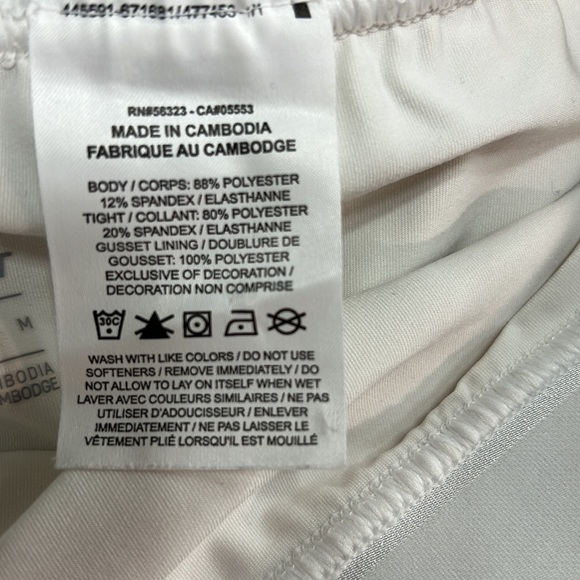 RN#56323 - CA#05553
MADE IN CAMBODIA
FABRIQUE AU CAMBODGE
BODY / CORPS: 88% POLYESTER
12% SPANDEX / ELASTHANNE
TIGHT / COLLANT: 80% POLYESTER
20% SPANDEX / ELASTHANNE
GUSSET LINING / DOUBLURE DE
GOUSSET: 100% POLYESTER
EXCLUSIVE OF DECORATION /
DECORATION NON COMPRISE
30C
WASH WITH LIKE COLORS / DO NOT USE
SOFTENERS / REMOVE IMMEDIATELY / DO
NOT ALLOW TO LAY ON ITSELF WHEN WET
LAVER AVEC COULEURS SIMILAIRES / NE PAS
UTILISER D'ADOUCISSEUR / ENLEVER
IMMEDIATEMENT / NE PAS LAISSER LE
VÊTEMENT PLIÉ LORSQU'IL EST MOUILLÉ
M